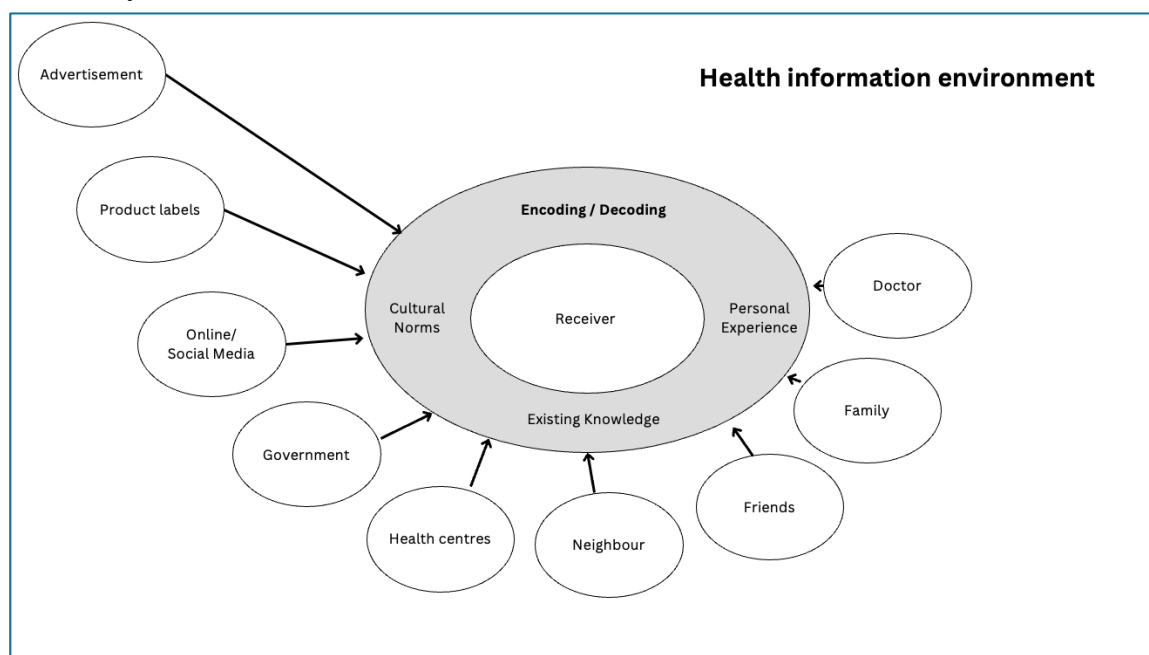 Advertisement
Health information environment
Product labels
Encoding / Decoding
Cultural
Norms
Receiver
Personal
Experience
Doctor
Online/
Social Media
Existing Knowledge
Family
Government
Friends
Health centres
Neighbour